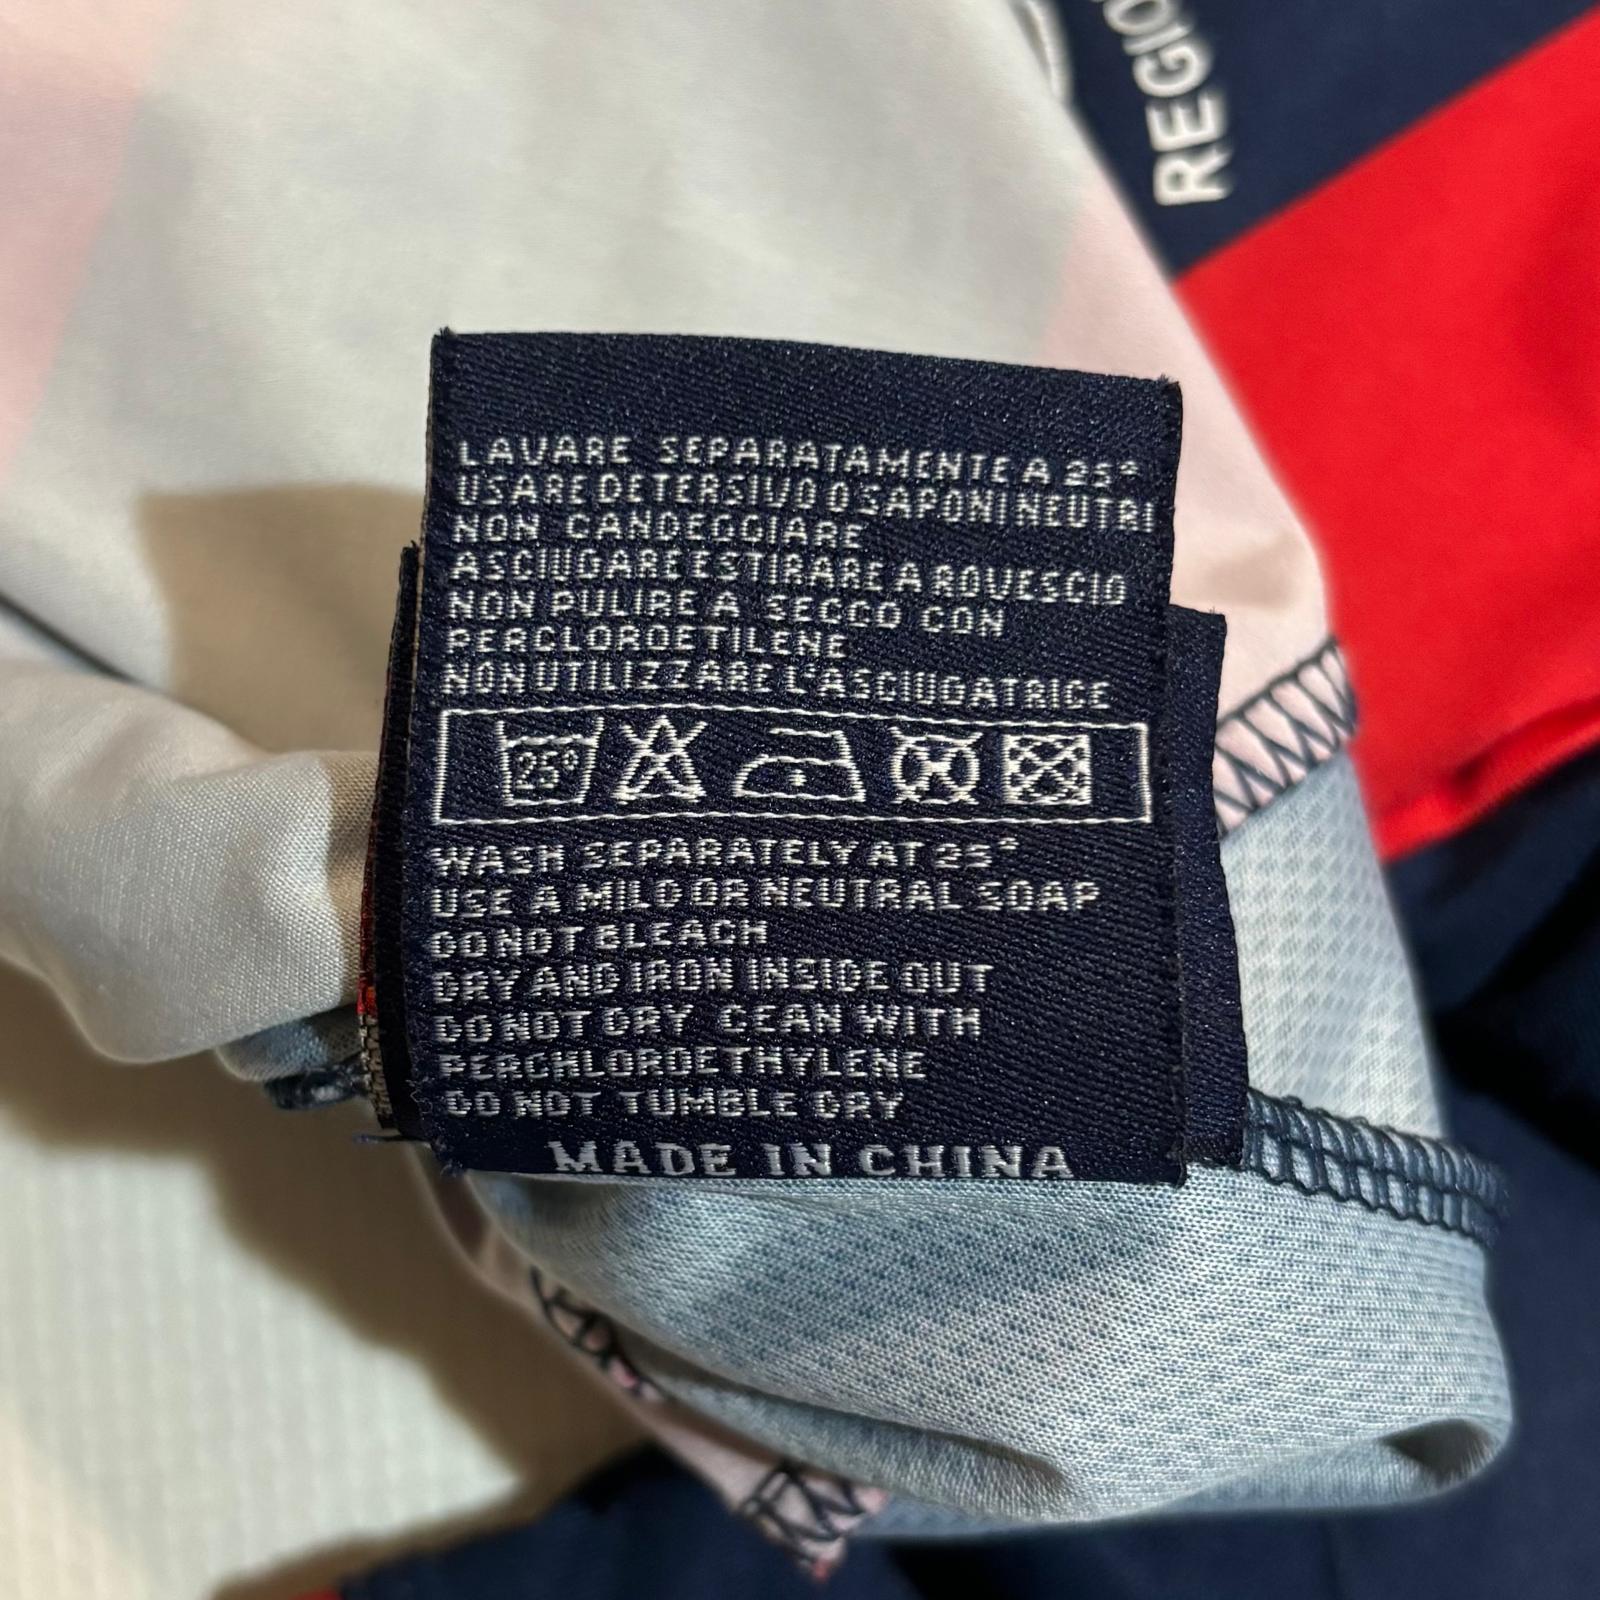 REGIO
LAVARE SEPARATAMENTE A 25°
USARE DETERSIVO O SAPONI NEUTRI
NON CANDEGGIARE
ASCIUGARE E STIRARE A ROVESCIO
NON PULIRE A SECCO CON
PERCLOROETILENE
NON UTILIZZARE L'ASCIUGATRICE
25°
WASH SEPARATELY AT 25°
USE A MILD OR NEUTRAL SOAP
DO NOT BLEACH
DRY AND IRON INSIDE OUT
DO NOT DRY CEAN WITH
PERCHLOROETHYLENE
DO NOT TUMBLE DRY
MADE IN CHINA